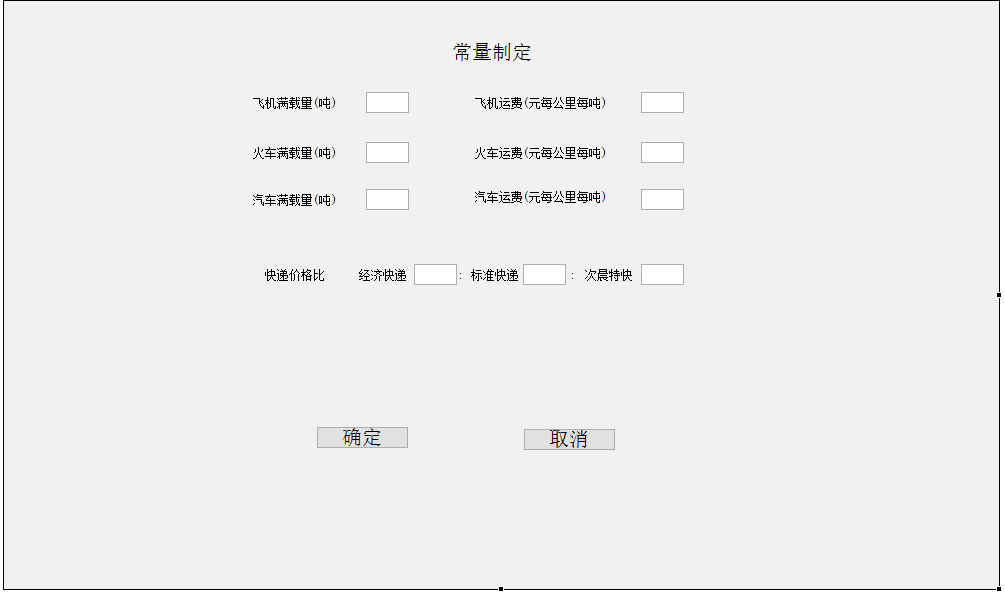 常量制定
飞机满载量(吨) 飞机运费(元每公里每吨)
火车满载量(吨) 火车运费(元每公里每吨)
汽车满载量(吨) 汽车运费(元每公里每吨)
快递价格比 经济快递 : 标准快递 : 次晨特快
确定 取消